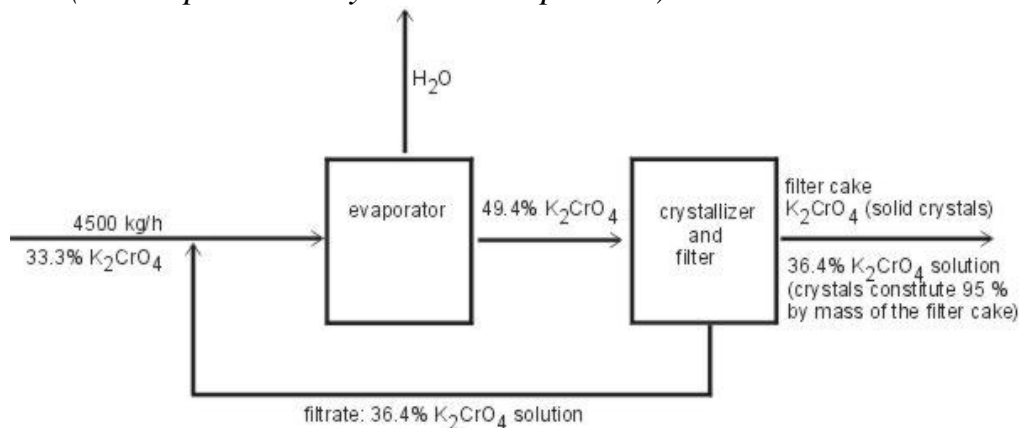 H2O
evaporator
49.4% K2CrO4
crystallizer
and
filter
filter cake
K2CrO4 (solid crystals)
36.4% K2CrO4 solution
(crystals constitute 95 %
by mass of the filter cake)
4500 kg/h
33.3% K2CrO4
filtrate: 36.4% K2CrO4 solution